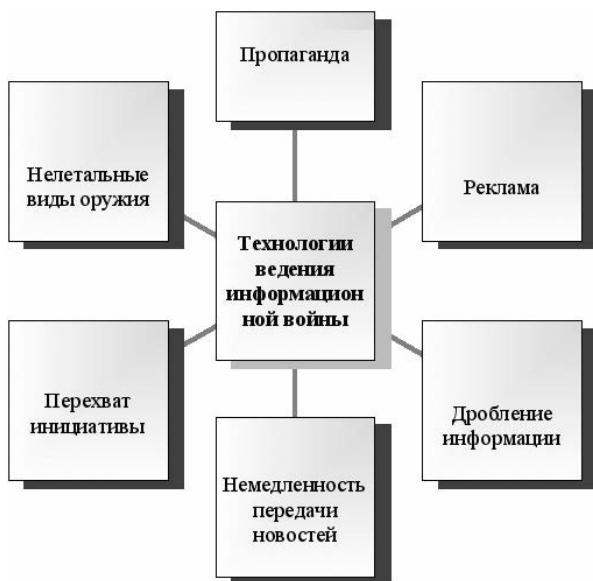 Пропаганда
Нелетальные
виды оружия
Реклама
Технологии
ведения
информацион
ной войны
Перехват
инициативы
Дробление
информации
Немедленность
передачи
новостей